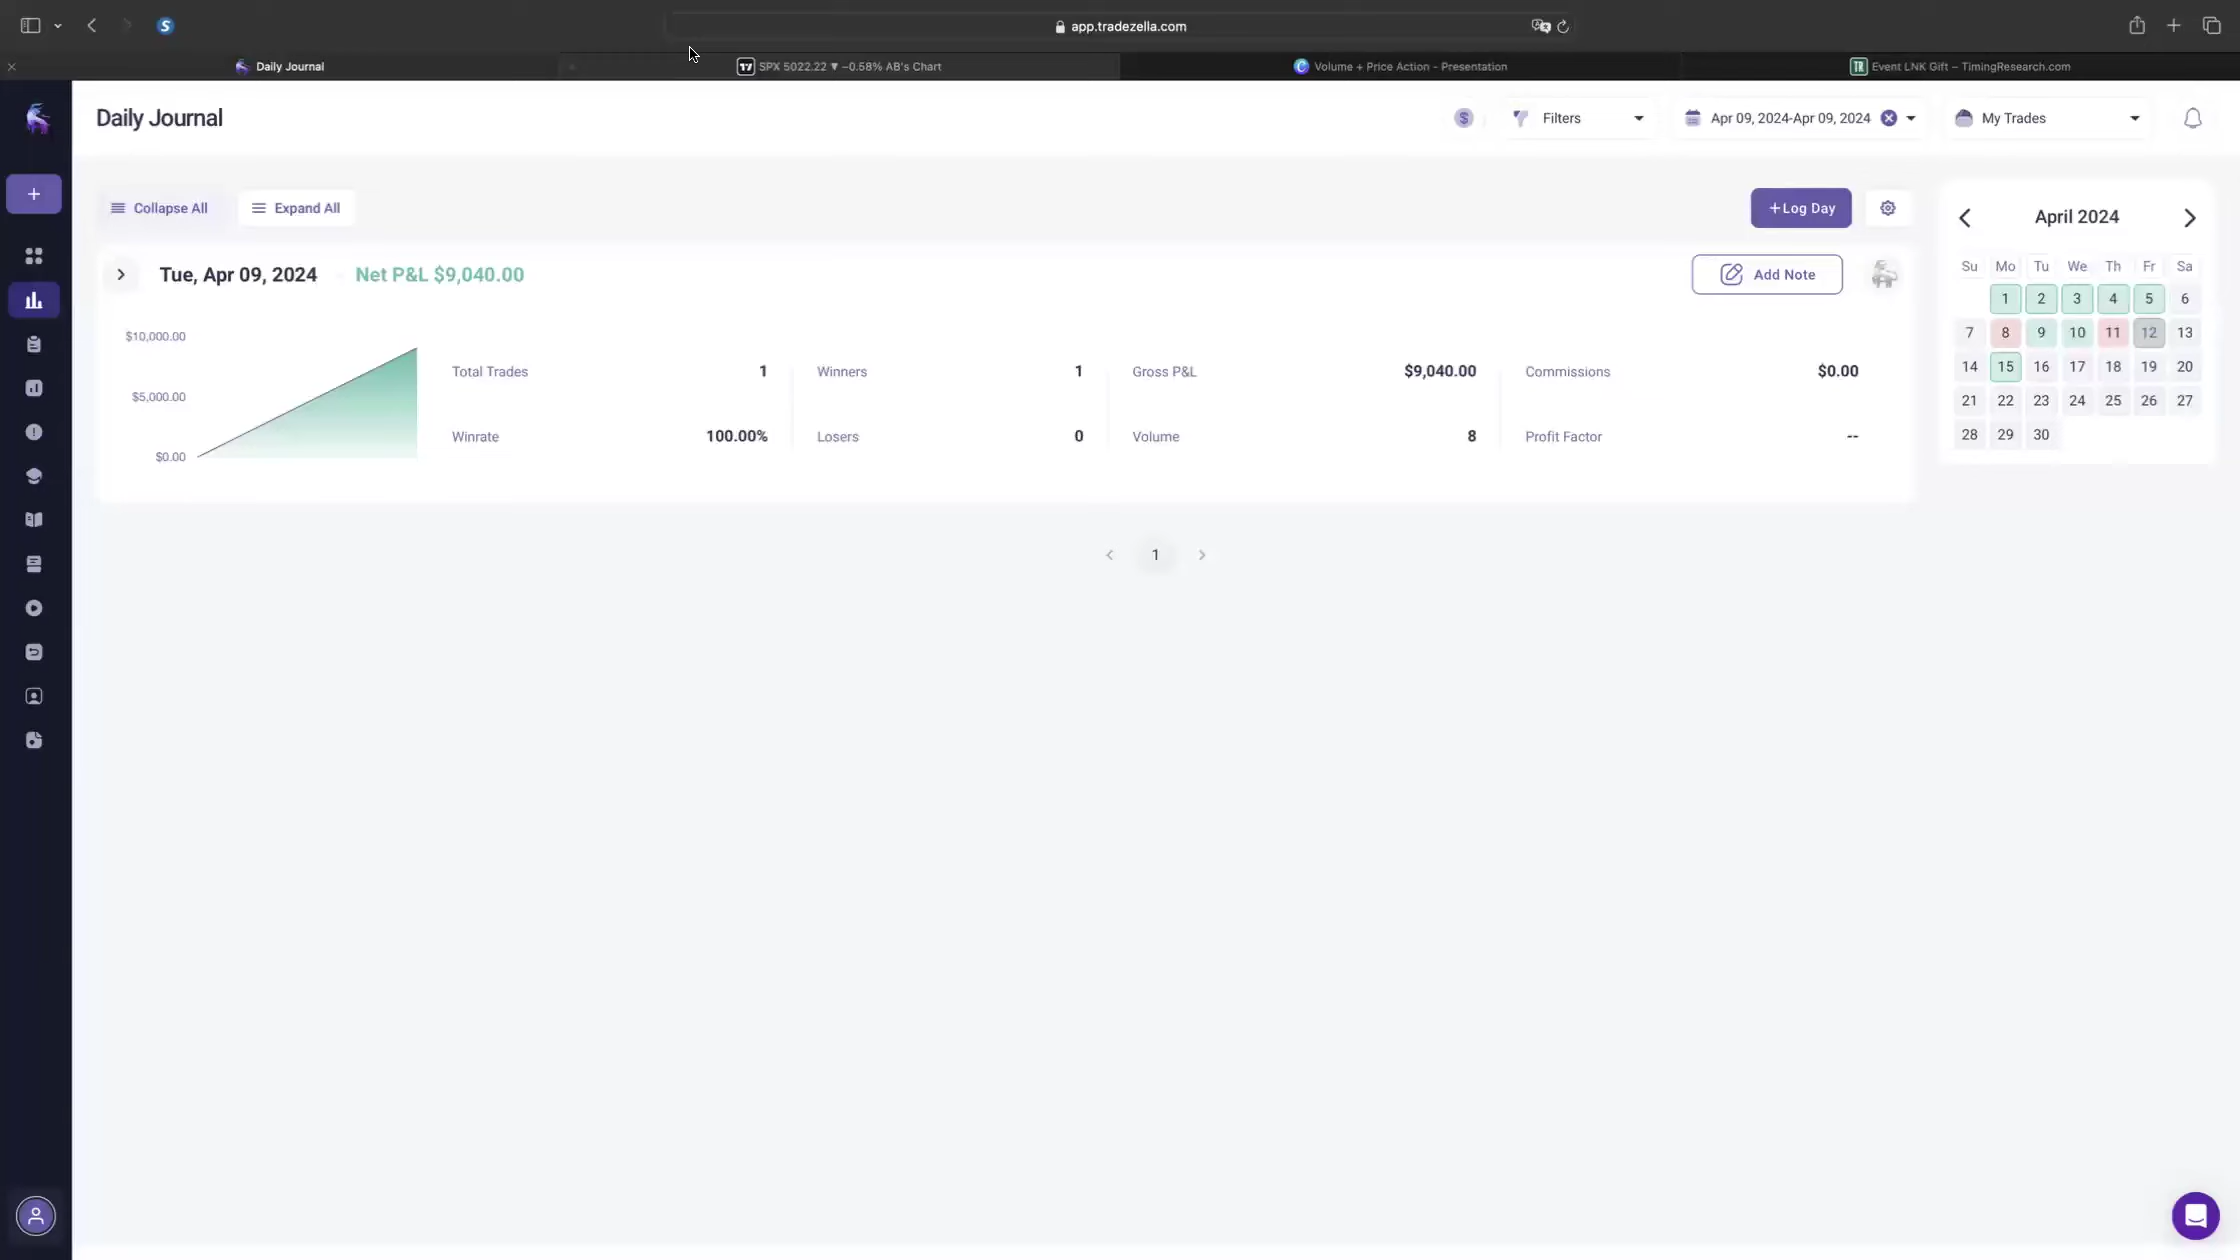 app.tradezella.com
Daily Journal
SPX 5022.22 ▼ −0.58% AB's Chart
Volume + Price Action - Presentation
TR Event LNK Gift – TimingResearch.com
Daily Journal
$
Filters
Apr 09, 2024-Apr 09, 2024
My Trades
Collapse All
Expand All
+Log Day
Tue, Apr 09, 2024
Net P&L $9,040.00
Add Note
$10,000.00
$5,000.00
$0.00
Total Trades 1
Winners 1
Gross P&L $9,040.00
Commissions $0.00
Winrate 100.00%
Losers 0
Volume 8
Profit Factor --
< 1 >
April 2024
Su Mo Tu We Th Fr Sa
1 2 3 4 5 6
7 8 9 10 11 12 13
14 15 16 17 18 19 20
21 22 23 24 25 26 27
28 29 30